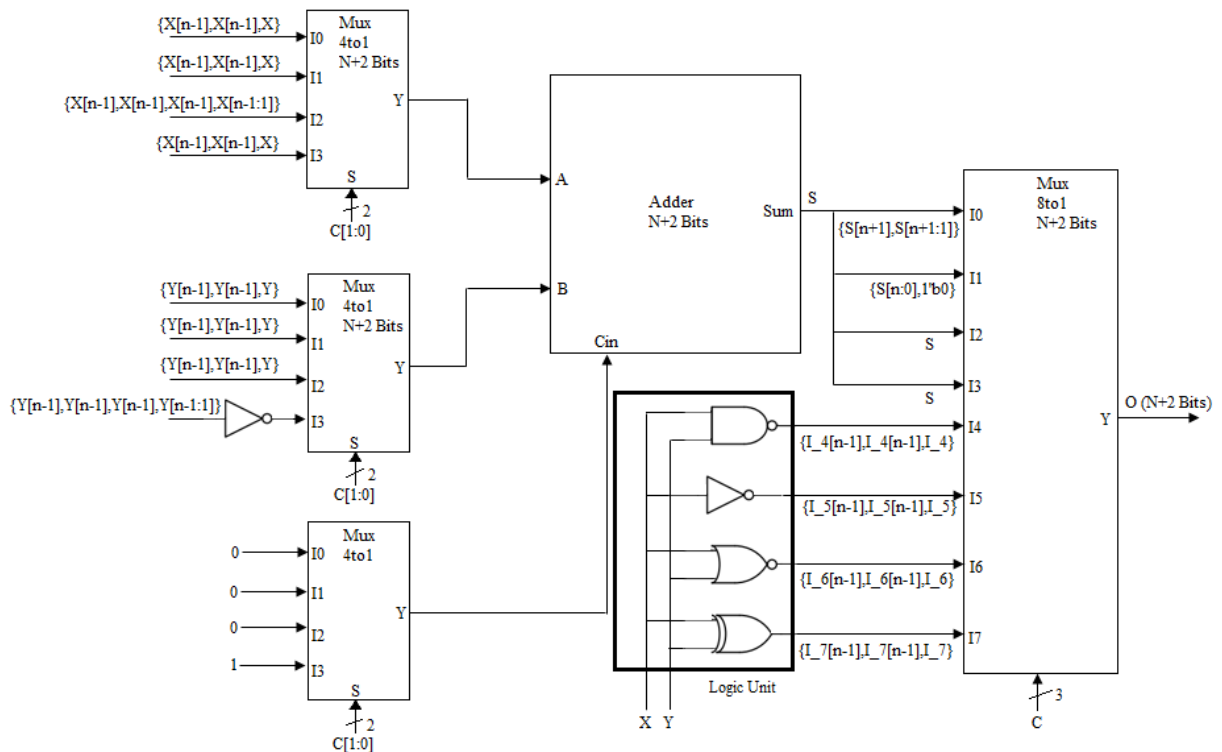 {X[n-1],X[n-1],X}
{X[n-1],X[n-1],X}
{X[n-1],X[n-1],X[n-1],X[n-1:1]}
{X[n-1],X[n-1],X}
Mux
4to1
N+2 Bits
I0
I1
I2
I3
Y
S
2
C[1:0]
{Y[n-1],Y[n-1],Y}
{Y[n-1],Y[n-1],Y}
{Y[n-1],Y[n-1],Y}
{Y[n-1],Y[n-1],Y[n-1],Y[n-1:1]}
Mux
4to1
N+2 Bits
I0
I1
I2
I3
Y
S
2
C[1:0]
0
0
0
1
Mux
4to1
I0
I1
I2
I3
Y
S
2
C[1:0]
A
B
Adder
N+2 Bits
Sum
Cin
S
{S[n+1],S[n+1:1]}
{S[n:0],1'b0}
S
S
{I_4[n-1],I_4[n-1],I_4}
{I_5[n-1],I_5[n-1],I_5}
{I_6[n-1],I_6[n-1],I_6}
{I_7[n-1],I_7[n-1],I_7}
Logic Unit
X Y
Mux
8to1
N+2 Bits
I0
I1
I2
I3
I4
I5
I6
I7
Y
O (N+2 Bits)
3
C